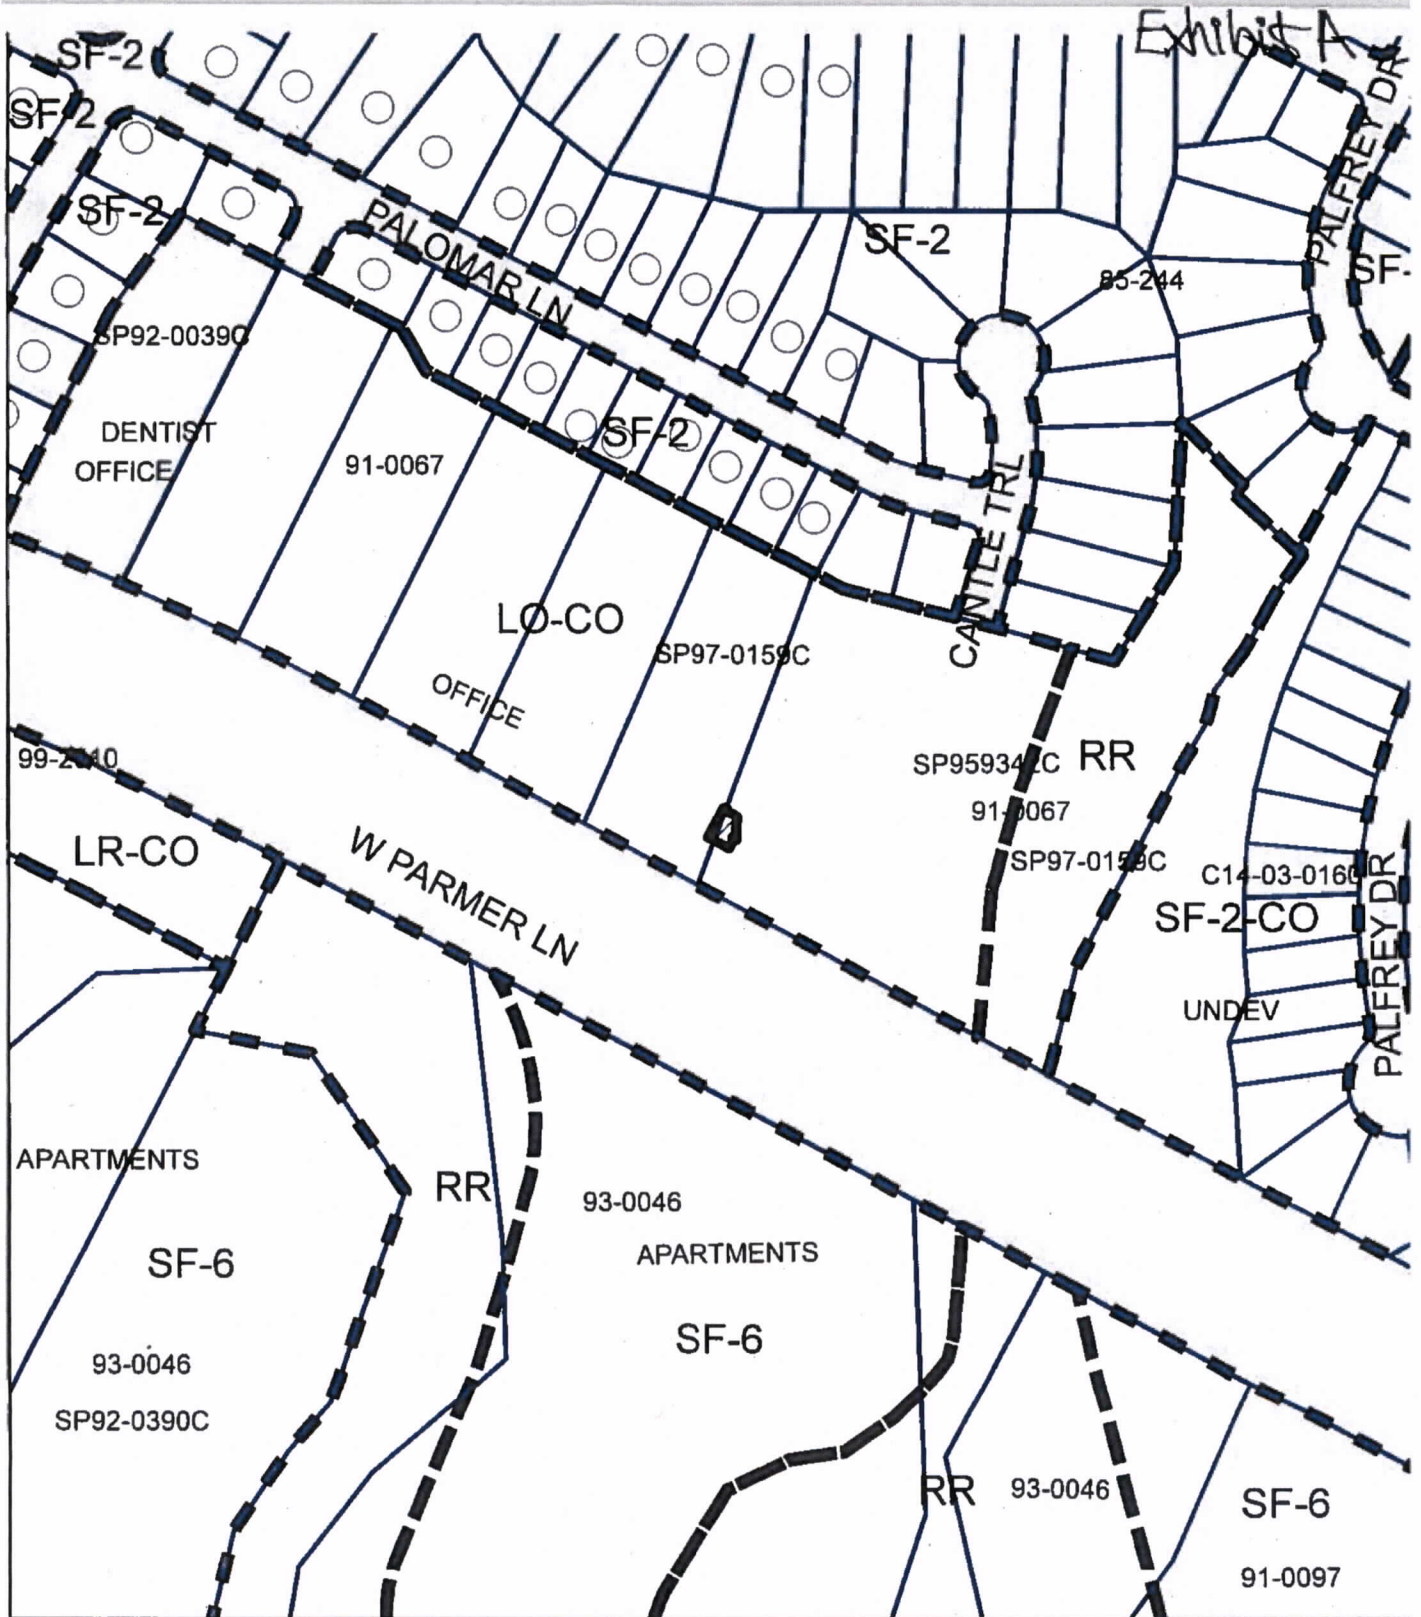 Exhibit A
SF-2
SF-2
PALFREY DR
SF-2
PALOMAR LN
SF-2
85-244
SF-
SP92-0039C
DENTIST
OFFICE
91-0067
SF-2
CANTLE TRL
LO-CO
SP97-0159C
OFFICE
RR
91-0067
LR-CO
W PARMER LN
SP97-0159C
C14-03-0160
SF-2-CO
UNDEV
PALFREY DR
APARTMENTS
RR
93-0046
APARTMENTS
SF-6
SF-6
93-0046
SP92-0390C
RR
93-0046
SF-6
91-0097